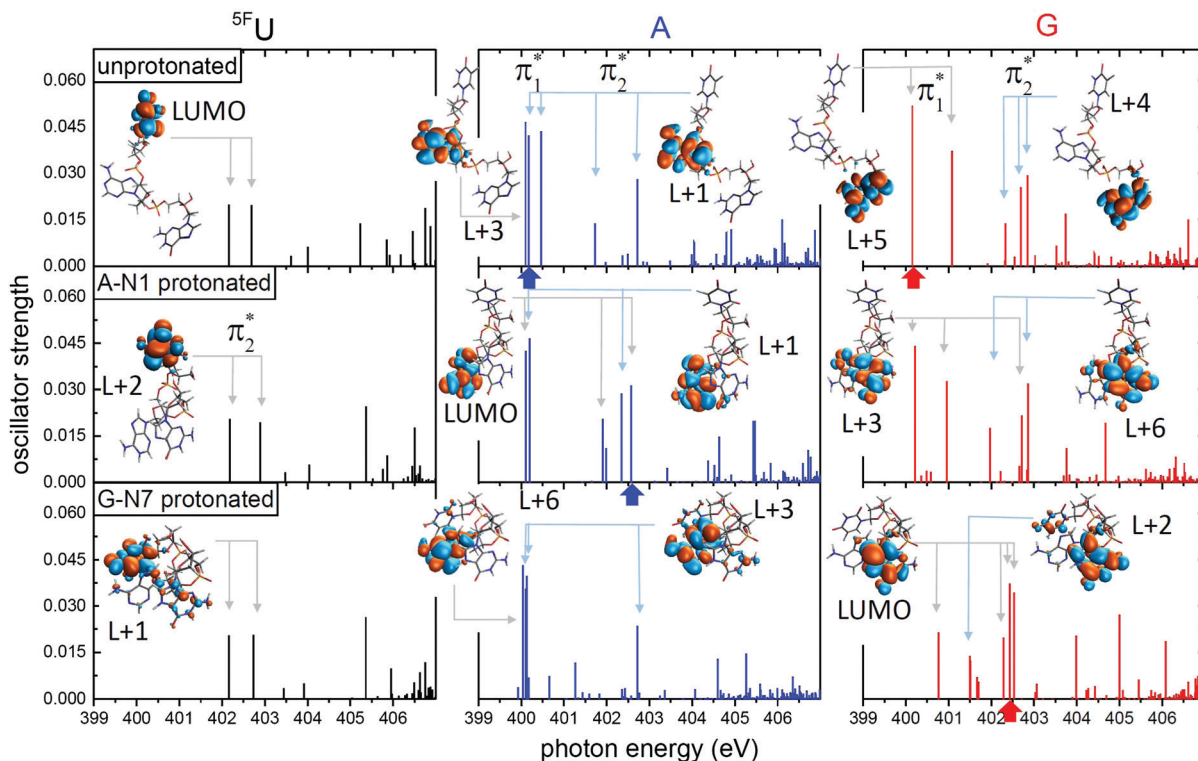 ⁵ᶠU A G
0.060 unprotonated π₁* π₂* π₁* π₂*
LUMO L+4
0.045
0.030
L+1
0.015 L+3 L+5
0.000
0.060 A-N1 protonated
π₂* L+1
0.045
L+2
0.030 LUMO L+3 L+6
0.015
0.000
0.060 G-N7 protonated L+6 L+3 L+2
0.045
0.030 LUMO
L+1
0.015
0.000
399 400 401 402 403 404 405 406 399 400 401 402 403 404 405 406 399 400 401 402 403 404 405 406
oscillator strength
photon energy (eV)